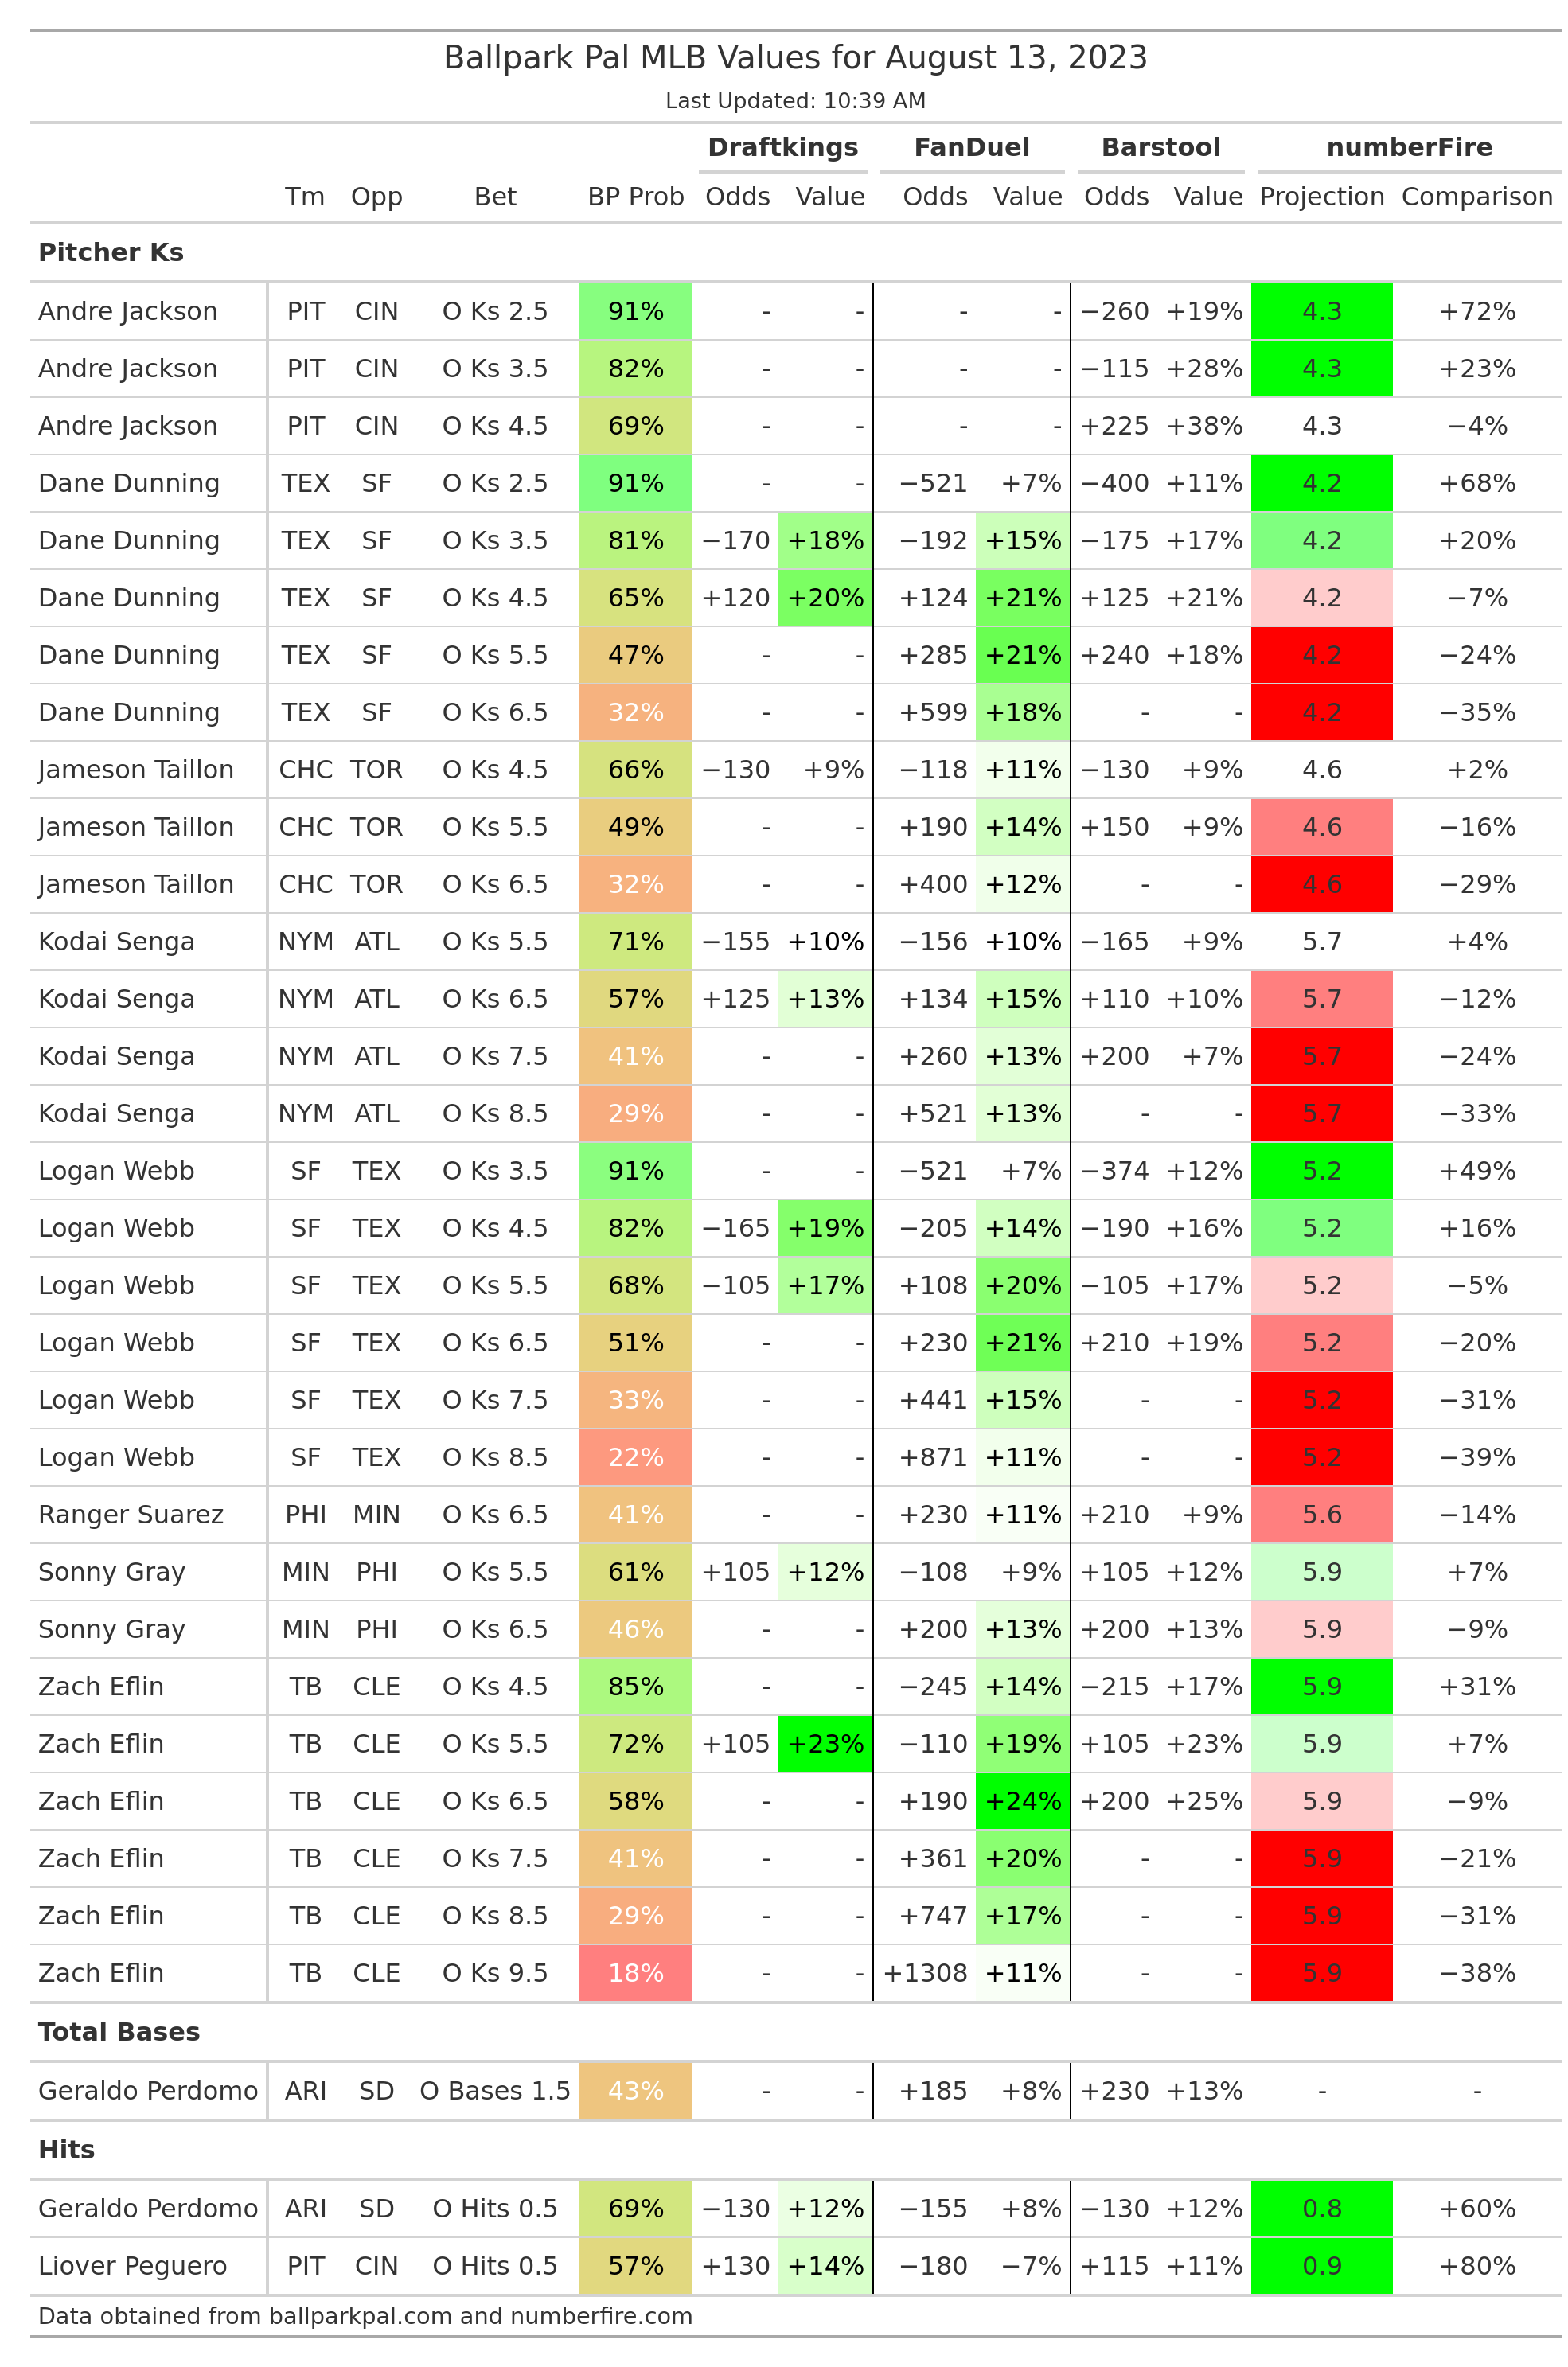 Ballpark Pal MLB Values for August 13, 2023
Last Updated: 10:39 AM
Draftkings FanDuel Barstool numberFire
Tm Opp Bet BP Prob Odds Value Odds Value Odds Value Projection Comparison
Pitcher Ks
Andre Jackson PIT CIN O Ks 2.5 91% - - - - −260 +19% 4.3 +72%
Andre Jackson PIT CIN O Ks 3.5 82% - - - - −115 +28% 4.3 +23%
Andre Jackson PIT CIN O Ks 4.5 69% - - - - +225 +38% 4.3 −4%
Dane Dunning TEX SF O Ks 2.5 91% - - −521 +7% −400 +11% 4.2 +68%
Dane Dunning TEX SF O Ks 3.5 81% −170 +18% −192 +15% −175 +17% 4.2 +20%
Dane Dunning TEX SF O Ks 4.5 65% +120 +20% +124 +21% +125 +21% 4.2 −7%
Dane Dunning TEX SF O Ks 5.5 47% - - +285 +21% +240 +18% 4.2 −24%
Dane Dunning TEX SF O Ks 6.5 32% - - +599 +18% - - 4.2 −35%
Jameson Taillon CHC TOR O Ks 4.5 66% −130 +9% −118 +11% −130 +9% 4.6 +2%
Jameson Taillon CHC TOR O Ks 5.5 49% - - +190 +14% +150 +9% 4.6 −16%
Jameson Taillon CHC TOR O Ks 6.5 32% - - +400 +12% - - 4.6 −29%
Kodai Senga NYM ATL O Ks 5.5 71% −155 +10% −156 +10% −165 +9% 5.7 +4%
Kodai Senga NYM ATL O Ks 6.5 57% +125 +13% +134 +15% +110 +10% 5.7 −12%
Kodai Senga NYM ATL O Ks 7.5 41% - - +260 +13% +200 +7% 5.7 −24%
Kodai Senga NYM ATL O Ks 8.5 29% - - +521 +13% - - 5.7 −33%
Logan Webb SF TEX O Ks 3.5 91% - - −521 +7% −374 +12% 5.2 +49%
Logan Webb SF TEX O Ks 4.5 82% −165 +19% −205 +14% −190 +16% 5.2 +16%
Logan Webb SF TEX O Ks 5.5 68% −105 +17% +108 +20% −105 +17% 5.2 −5%
Logan Webb SF TEX O Ks 6.5 51% - - +230 +21% +210 +19% 5.2 −20%
Logan Webb SF TEX O Ks 7.5 33% - - +441 +15% - - 5.2 −31%
Logan Webb SF TEX O Ks 8.5 22% - - +871 +11% - - 5.2 −39%
Ranger Suarez PHI MIN O Ks 6.5 41% - - +230 +11% +210 +9% 5.6 −14%
Sonny Gray MIN PHI O Ks 5.5 61% +105 +12% −108 +9% +105 +12% 5.9 +7%
Sonny Gray MIN PHI O Ks 6.5 46% - - +200 +13% +200 +13% 5.9 −9%
Zach Eflin TB CLE O Ks 4.5 85% - - −245 +14% −215 +17% 5.9 +31%
Zach Eflin TB CLE O Ks 5.5 72% +105 +23% −110 +19% +105 +23% 5.9 +7%
Zach Eflin TB CLE O Ks 6.5 58% - - +190 +24% +200 +25% 5.9 −9%
Zach Eflin TB CLE O Ks 7.5 41% - - +361 +20% - - 5.9 −21%
Zach Eflin TB CLE O Ks 8.5 29% - - +747 +17% - - 5.9 −31%
Zach Eflin TB CLE O Ks 9.5 18% - - +1308 +11% - - 5.9 −38%
Total Bases
Geraldo Perdomo ARI SD O Bases 1.5 43% - - +185 +8% +230 +13% - -
Hits
Geraldo Perdomo ARI SD O Hits 0.5 69% −130 +12% −155 +8% −130 +12% 0.8 +60%
Liover Peguero PIT CIN O Hits 0.5 57% +130 +14% −180 −7% +115 +11% 0.9 +80%
Data obtained from ballparkpal.com and numberfire.com